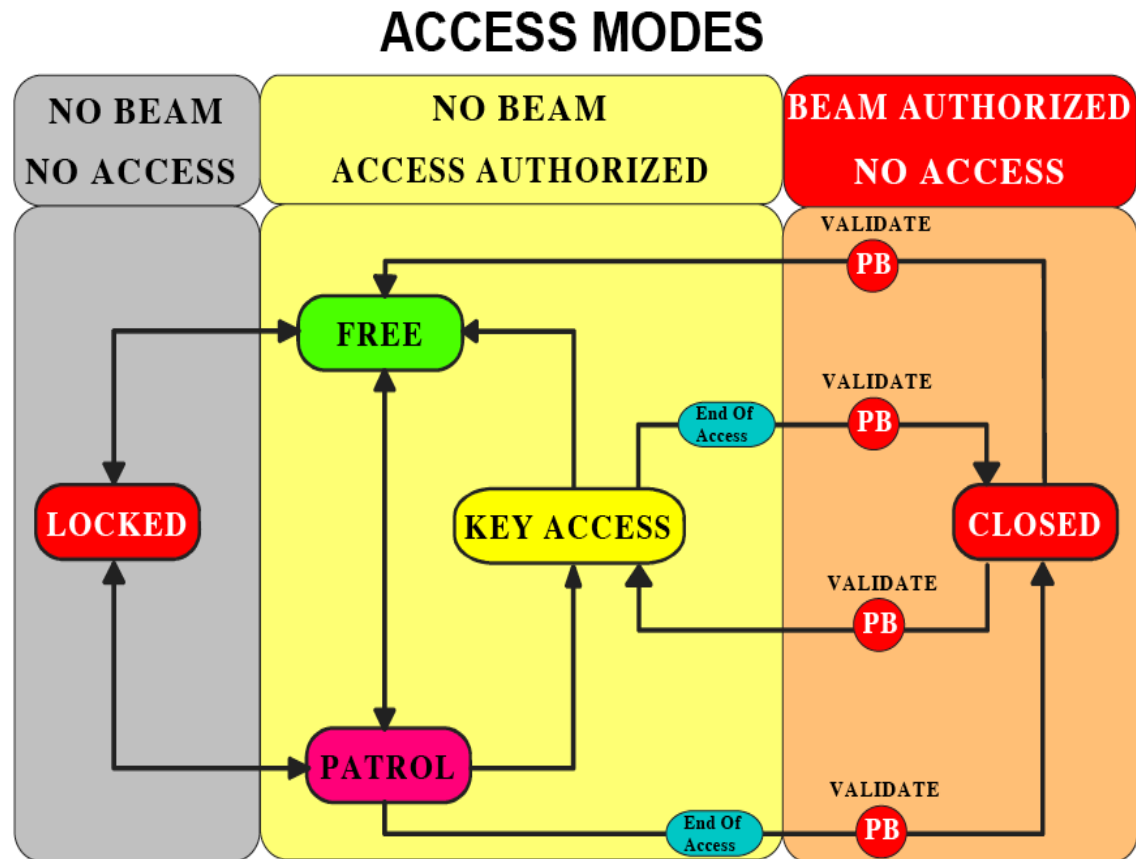 ACCESS MODES
NO BEAM
NO ACCESS
NO BEAM
ACCESS AUTHORIZED
BEAM AUTHORIZED
NO ACCESS
VALIDATE
PB
FREE
VALIDATE
End Of
Access
PB
LOCKED
KEY ACCESS
CLOSED
VALIDATE
PB
PATROL
VALIDATE
End Of
Access
PB